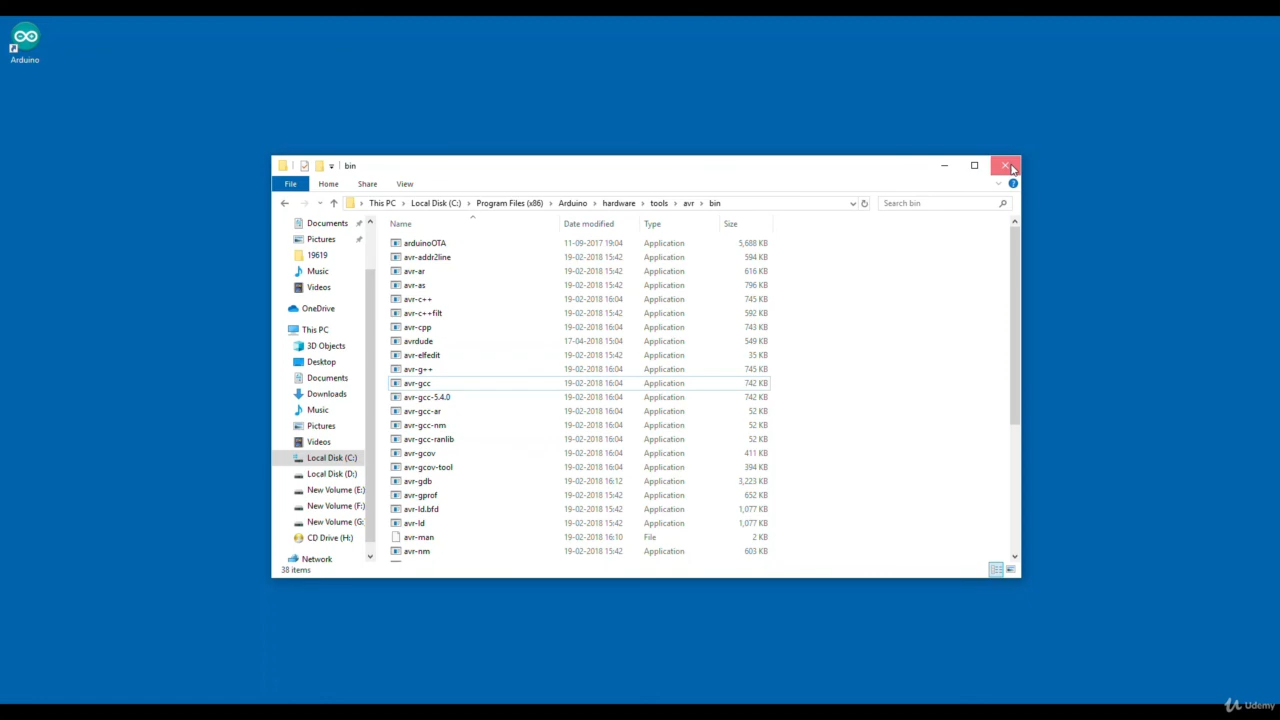 Arduino
bin
File Home Share View
This PC Local Disk (C:) Program Files (x86) Arduino hardware tools avr bin Search bin
Name Date modified Type Size
Documents
Pictures
19619
Music
Videos
OneDrive
This PC
3D Objects
Desktop
Documents
Downloads
Music
Pictures
Videos
Local Disk (C:)
Local Disk (D:)
New Volume (E:)
New Volume (F:)
New Volume (G:
CD Drive (H:)
Network
arduinoOTA 11-09-2017 19:04 Application 5,688 KB
avr-addr2line 19-02-2018 15:42 Application 594 KB
avr-ar 19-02-2018 15:42 Application 616 KB
avr-as 19-02-2018 15:42 Application 796 KB
avr-c++ 19-02-2018 16:04 Application 745 KB
avr-c++filt 19-02-2018 15:42 Application 592 KB
avr-cpp 19-02-2018 16:04 Application 743 KB
avrdude 17-04-2018 15:04 Application 549 KB
avr-elfedit 19-02-2018 15:42 Application 35 KB
avr-g++ 19-02-2018 16:04 Application 745 KB
avr-gcc 19-02-2018 16:04 Application 742 KB
avr-gcc-5.4.0 19-02-2018 16:04 Application 742 KB
avr-gcc-ar 19-02-2018 16:04 Application 52 KB
avr-gcc-nm 19-02-2018 16:04 Application 52 KB
avr-gcc-ranlib 19-02-2018 16:04 Application 52 KB
avr-gcov 19-02-2018 16:04 Application 411 KB
avr-gcov-tool 19-02-2018 16:04 Application 394 KB
avr-gdb 19-02-2018 16:12 Application 3,223 KB
avr-gprof 19-02-2018 15:42 Application 652 KB
avr-ld.bfd 19-02-2018 15:42 Application 1,077 KB
avr-ld 19-02-2018 15:42 Application 1,077 KB
avr-man 19-02-2018 16:10 File 2 KB
avr-nm 19-02-2018 15:42 Application 603 KB
38 items
Udemy